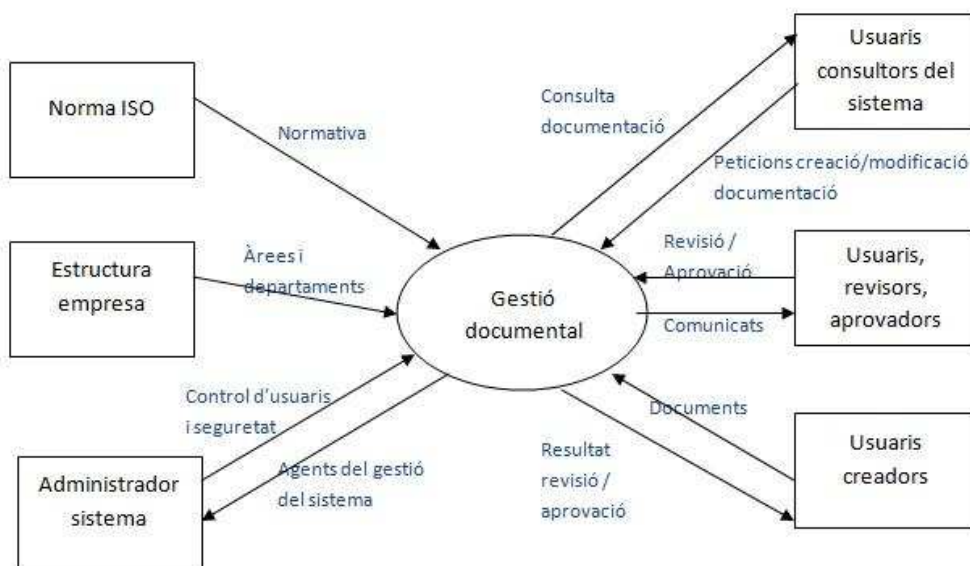 Norma ISO
Normativa
Estructura
empresa
Àrees i
departaments
Administrador
sistema
Control d'usuaris
i seguretat
Agents del gestió
del sistema
Gestió
documental
Consulta
documentació
Usuaris
consultors del
sistema
Peticions creació/modificació
documentació
Revisió /
Aprovació
Comunicats
Usuaris,
revisors,
aprovadors
Documents
Resultat
revisió /
aprovació
Usuaris
creadors